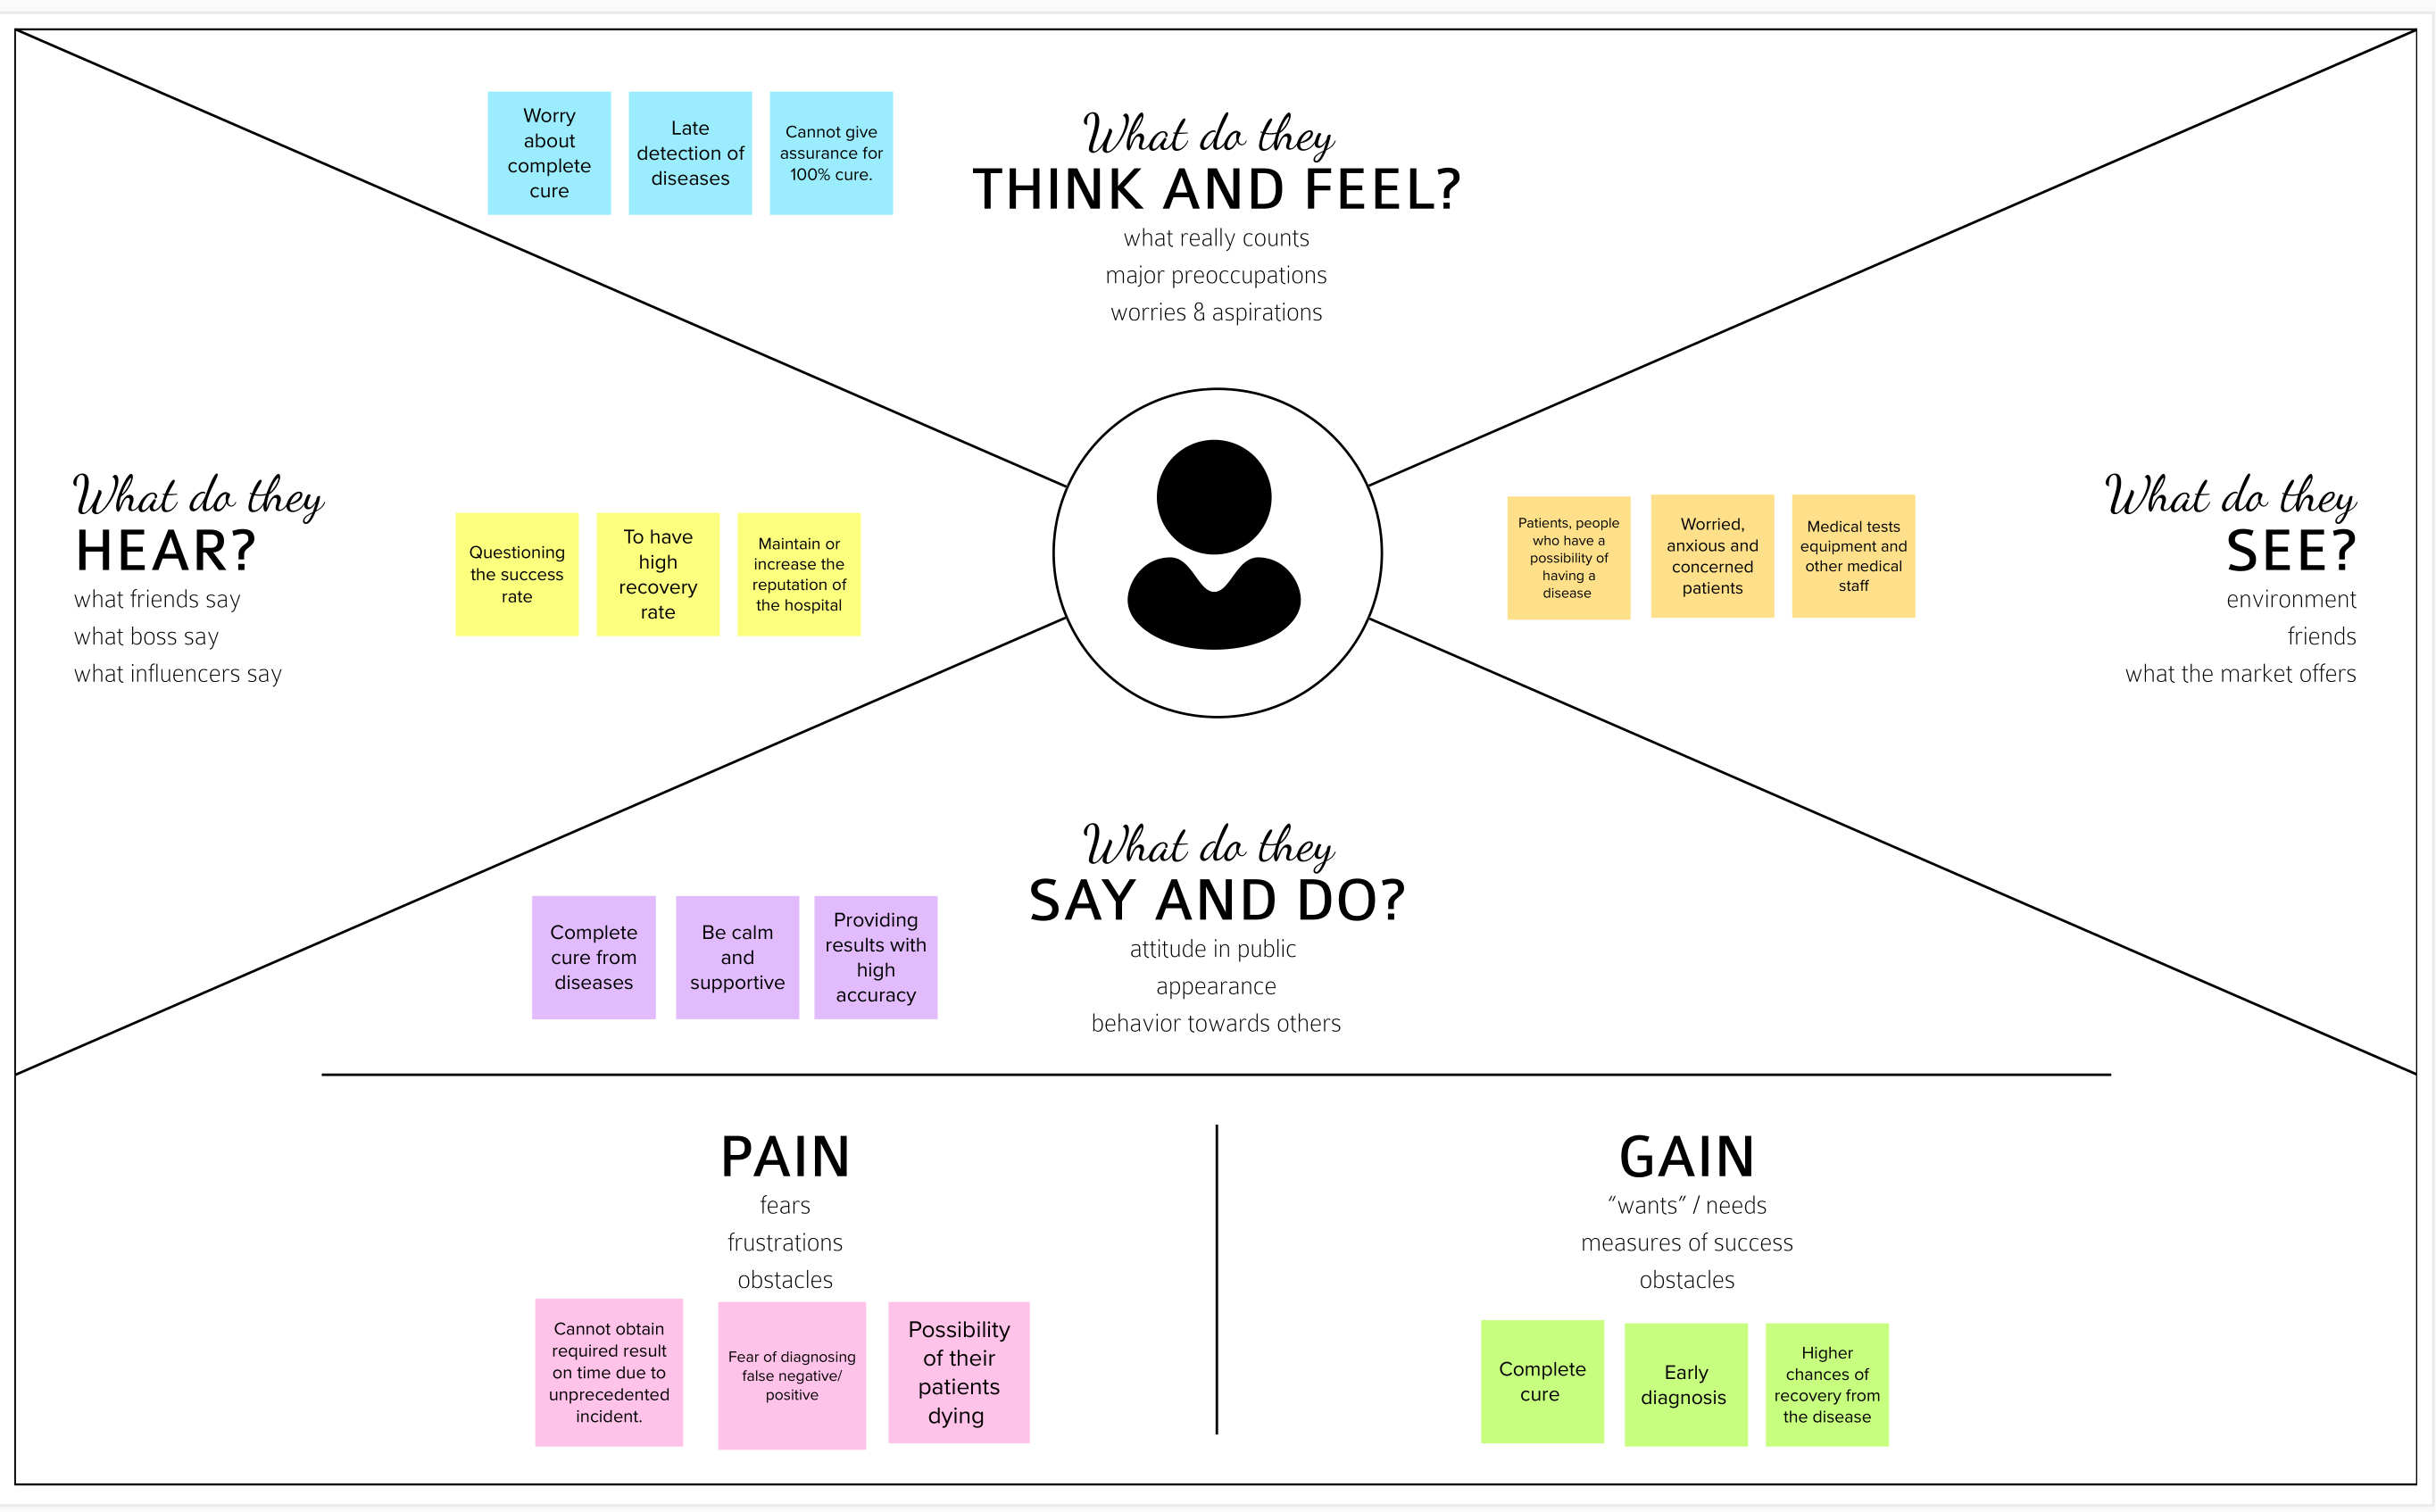 Worry
about
complete
cure
Late
detection of
diseases
Cannot give
assurance for
100% cure.
What do they
THINK AND FEEL?
what really counts
major preoccupations
worries & aspirations
What do they
HEAR?
what friends say
what boss say
what influencers say
Questioning
the success
rate
To have
high
recovery
rate
Maintain or
increase the
reputation of
the hospital
Patients, people
who have a
possibility of
having a
disease
Worried,
anxious and
concerned
patients
Medical tests
equipment and
other medical
staff
What do they
SEE?
environment
friends
what the market offers
What do they
SAY AND DO?
attitude in public
appearance
behavior towards others
Complete
cure from
diseases
Be calm
and
supportive
Providing
results with
high
accuracy
PAIN
fears
frustrations
obstacles
Cannot obtain
required result
on time due to
unprecedented
incident.
Fear of diagnosing
false negative/
positive
Possibility
of their
patients
dying
GAIN
“wants” / needs
measures of success
obstacles
Complete
cure
Early
diagnosis
Higher
chances of
recovery from
the disease